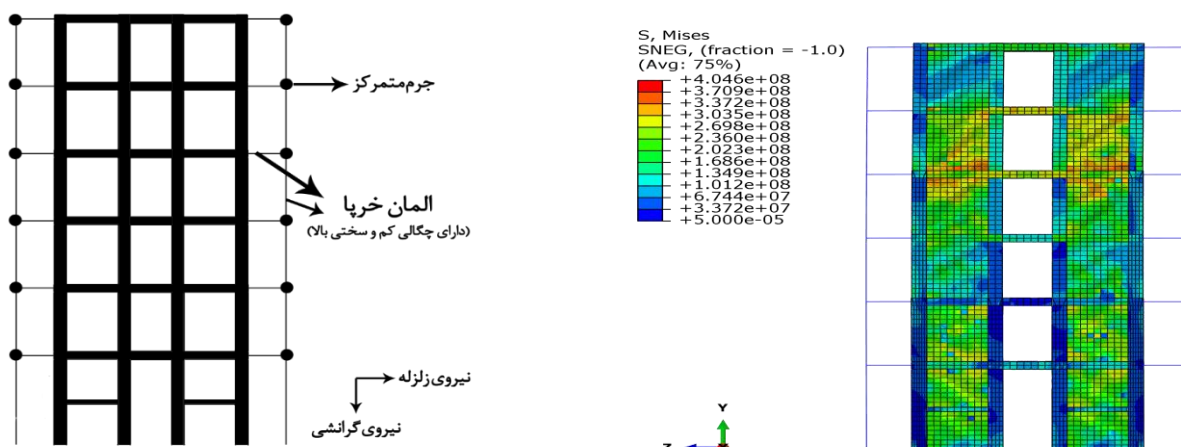 جرم‌متمرکز
المان خرپا
(دارای چگالی کم و سختی بالا)
نیروی زلزله
نیروی گرانشی
S, Mises
SNEG, (fraction = -1.0)
(Avg: 75%)
+4.046e+08
+3.709e+08
+3.372e+08
+3.035e+08
+2.698e+08
+2.360e+08
+2.023e+08
+1.686e+08
+1.349e+08
+1.012e+08
+6.744e+07
+3.372e+07
+5.000e-05
Y
Z